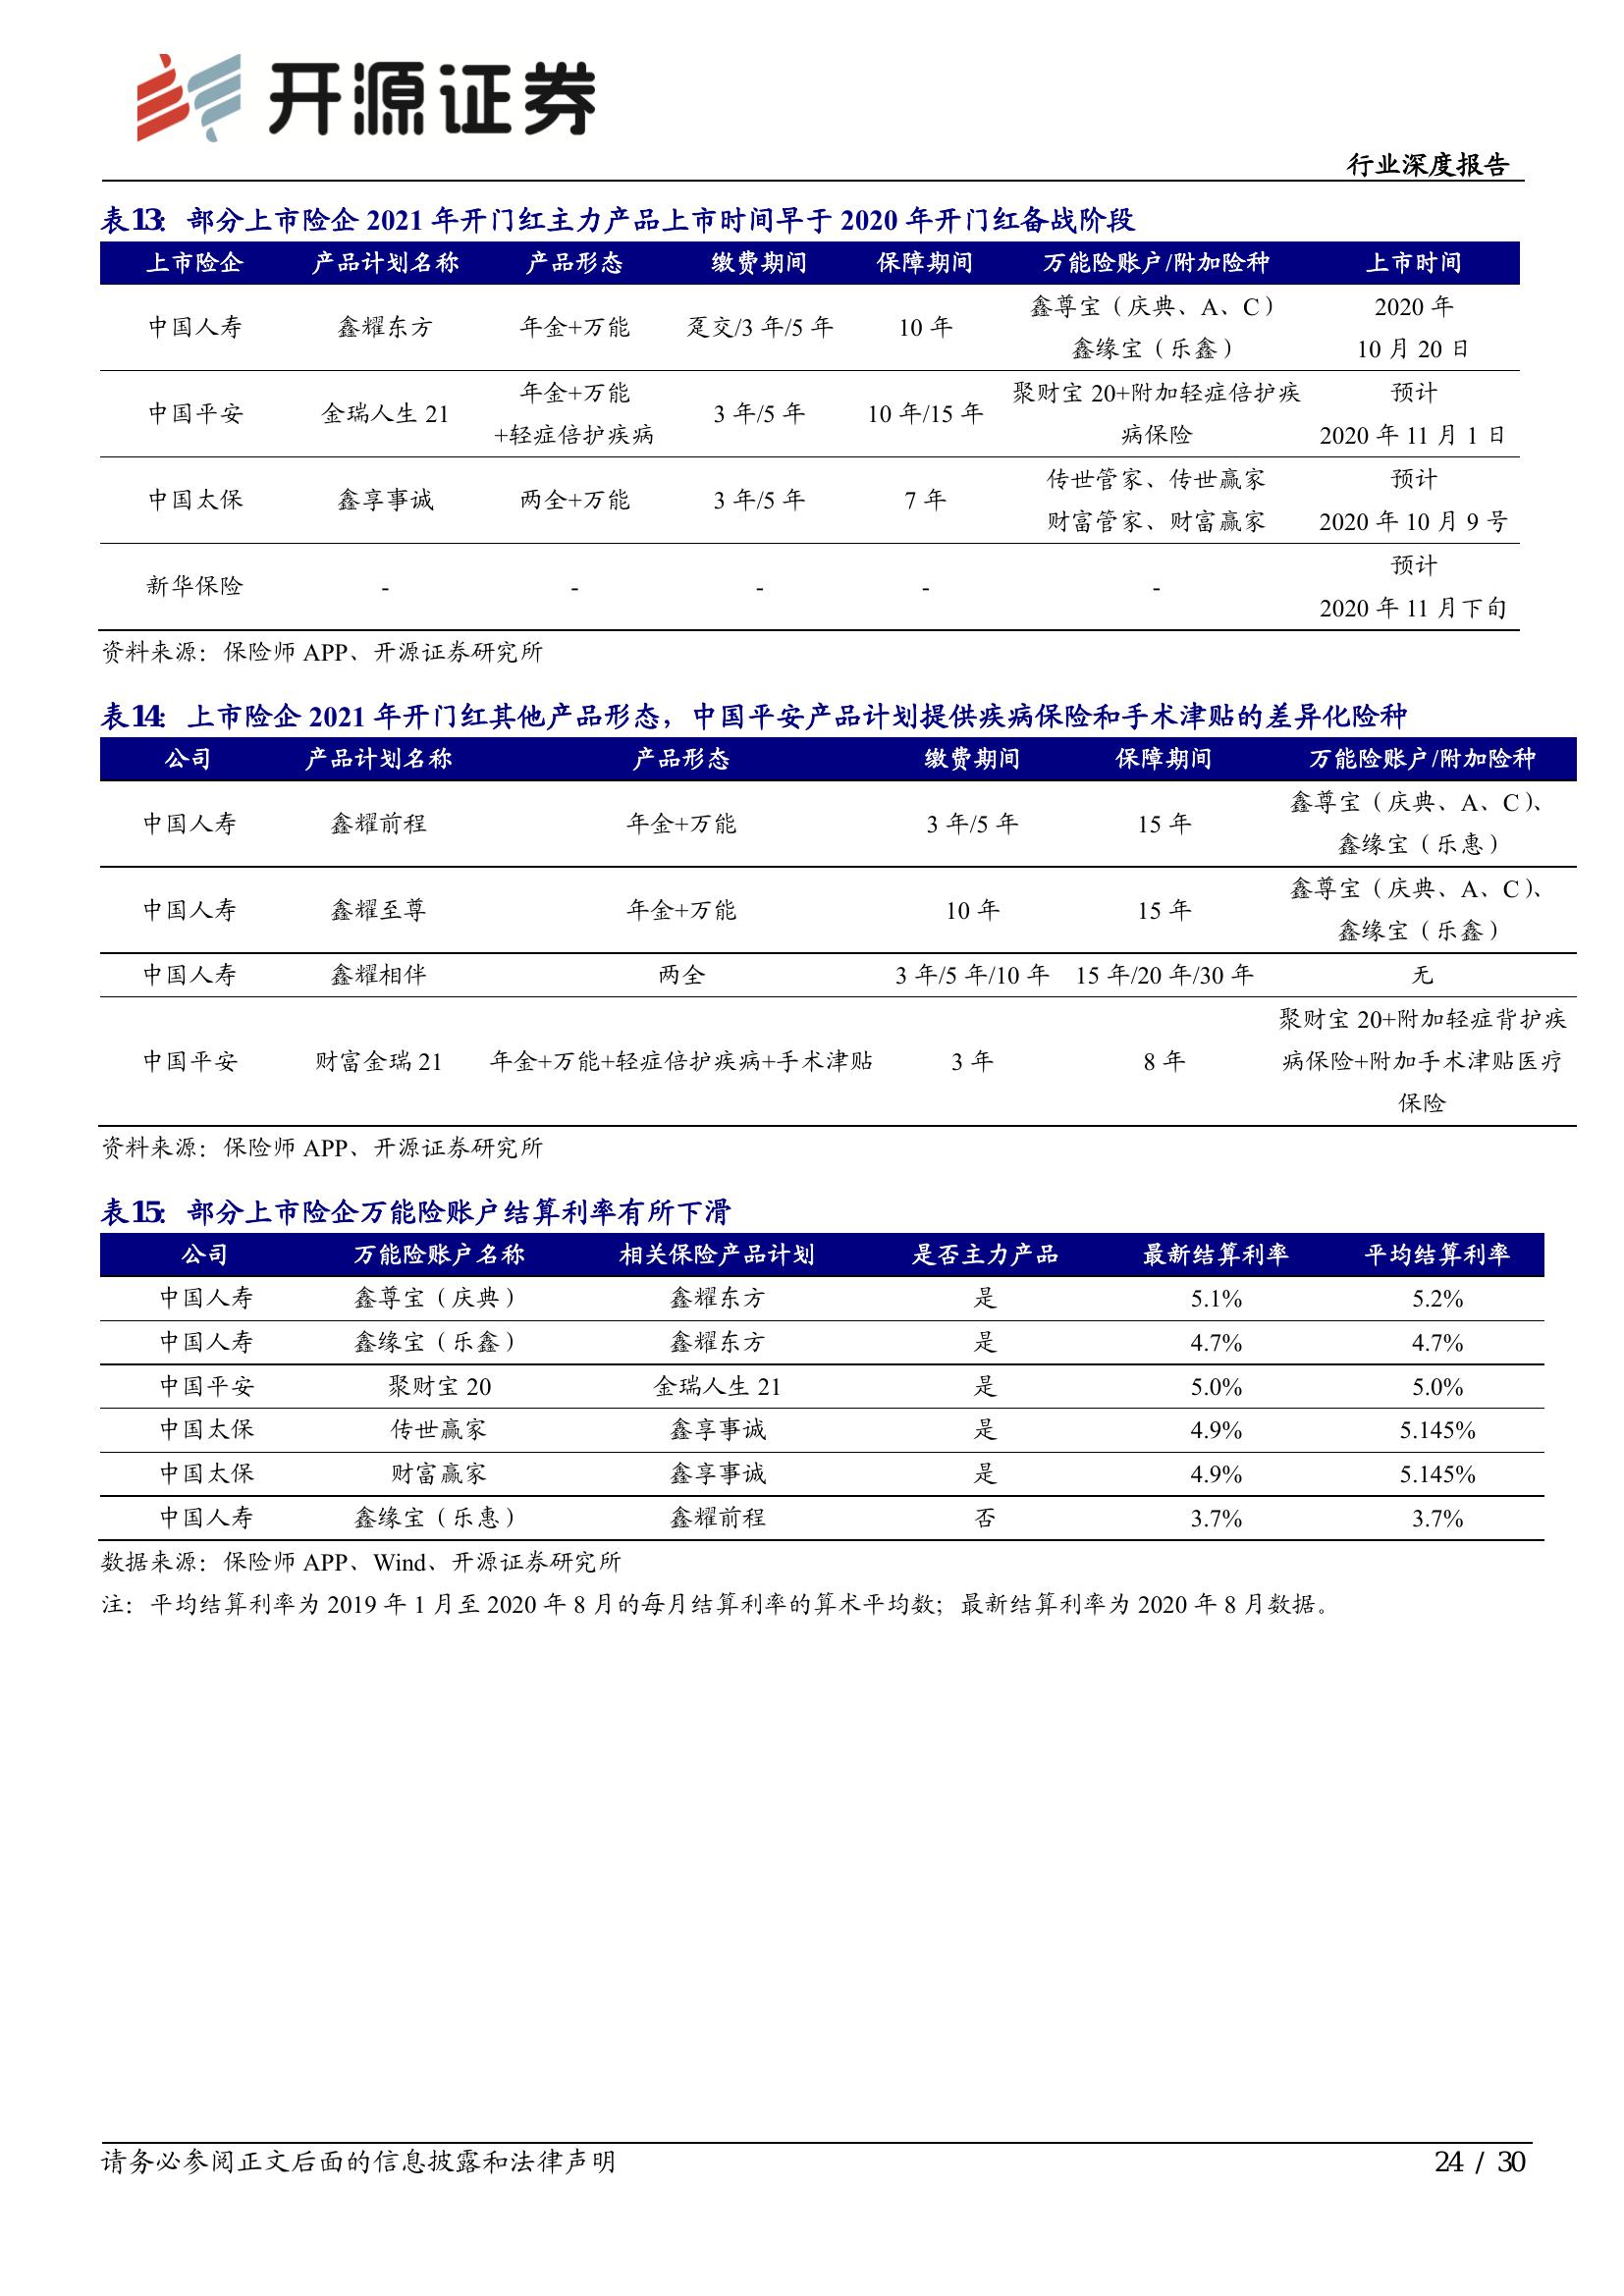 开源证券
行业深度报告
表13: 部分上市险企 2021 年开门红主力产品上市时间早于 2020 年开门红备战阶段
上市险企 产品计划名称 产品形态 缴费期间 保障期间 万能险账户/附加险种 上市时间
中国人寿 鑫耀东方 年金+万能 趸交/3 年/5 年 10 年 鑫尊宝（庆典、A、C） 2020 年
鑫缘宝（乐鑫） 10 月 20 日
中国平安 金瑞人生 21 年金+万能 3 年/5 年 10 年/15 年 聚财宝 20+附加轻症倍护疾 预计
+轻症倍护疾病 病保险 2020 年 11 月 1 日
中国太保 鑫享事诚 两全+万能 3 年/5 年 7 年 传世管家、传世赢家 预计
财富管家、财富赢家 2020 年 10 月 9 号
新华保险 - - - - - 预计
2020 年 11 月下旬
资料来源：保险师 APP、开源证券研究所
表14: 上市险企 2021 年开门红其他产品形态，中国平安产品计划提供疾病保险和手术津贴的差异化险种
公司 产品计划名称 产品形态 缴费期间 保障期间 万能险账户/附加险种
中国人寿 鑫耀前程 年金+万能 3 年/5 年 15 年 鑫尊宝（庆典、A、C）、
鑫缘宝（乐惠）
中国人寿 鑫耀至尊 年金+万能 10 年 15 年 鑫尊宝（庆典、A、C）、
鑫缘宝（乐鑫）
中国人寿 鑫耀相伴 两全 3 年/5 年/10 年 15 年/20 年/30 年 无
中国平安 财富金瑞 21 年金+万能+轻症倍护疾病+手术津贴 3 年 8 年 聚财宝 20+附加轻症背护疾
病保险+附加手术津贴医疗
保险
资料来源：保险师 APP、开源证券研究所
表15: 部分上市险企万能险账户结算利率有所下滑
公司 万能险账户名称 相关保险产品计划 是否主力产品 最新结算利率 平均结算利率
中国人寿 鑫尊宝（庆典） 鑫耀东方 是 5.1% 5.2%
中国人寿 鑫缘宝（乐鑫） 鑫耀东方 是 4.7% 4.7%
中国平安 聚财宝 20 金瑞人生 21 是 5.0% 5.0%
中国太保 传世赢家 鑫享事诚 是 4.9% 5.145%
中国太保 财富赢家 鑫享事诚 是 4.9% 5.145%
中国人寿 鑫缘宝（乐惠） 鑫耀前程 否 3.7% 3.7%
数据来源：保险师 APP、Wind、开源证券研究所
注：平均结算利率为 2019 年 1 月至 2020 年 8 月的每月结算利率的算术平均数；最新结算利率为 2020 年 8 月数据。
请务必参阅正文后面的信息披露和法律声明 24 / 30